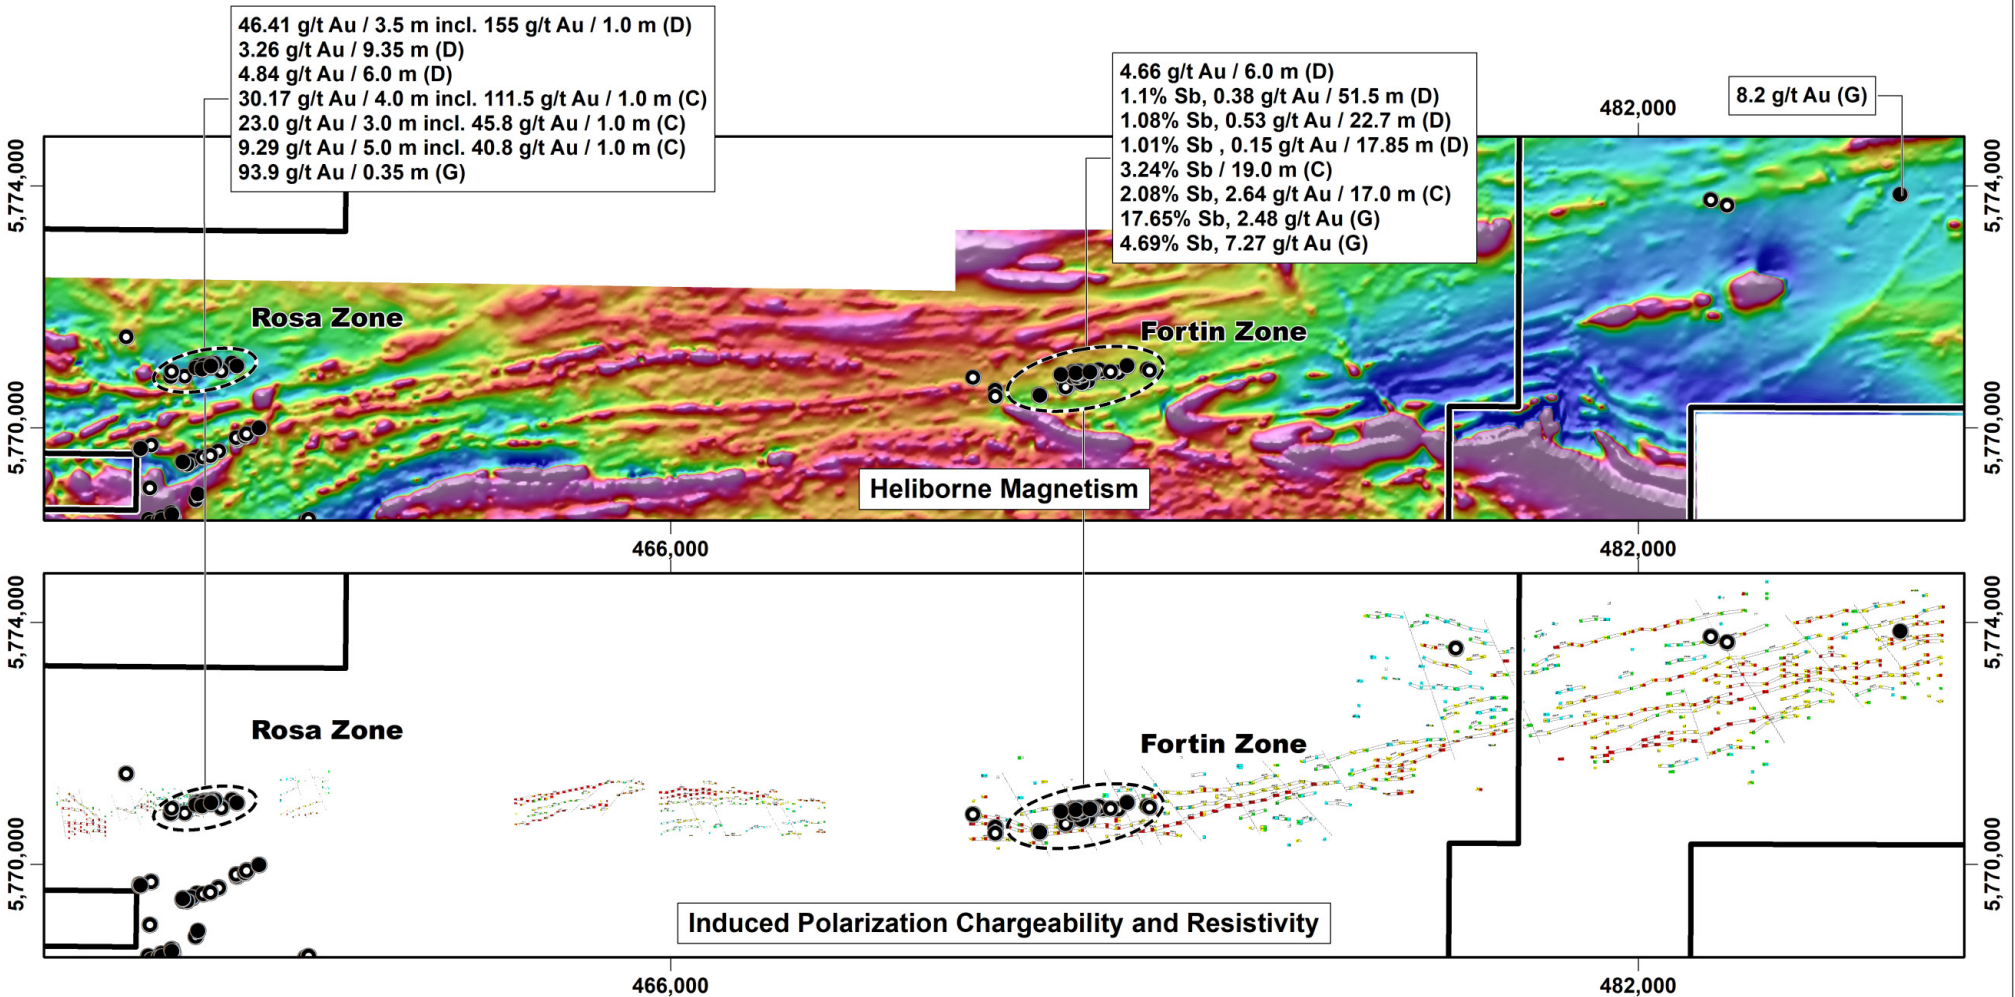 46.41 g/t Au / 3.5 m incl. 155 g/t Au / 1.0 m (D)
3.26 g/t Au / 9.35 m (D)
4.84 g/t Au / 6.0 m (D)
30.17 g/t Au / 4.0 m incl. 111.5 g/t Au / 1.0 m (C)
23.0 g/t Au / 3.0 m incl. 45.8 g/t Au / 1.0 m (C)
9.29 g/t Au / 5.0 m incl. 40.8 g/t Au / 1.0 m (C)
93.9 g/t Au / 0.35 m (G)
4.66 g/t Au / 6.0 m (D)
1.1% Sb, 0.38 g/t Au / 51.5 m (D)
1.08% Sb, 0.53 g/t Au / 22.7 m (D)
1.01% Sb , 0.15 g/t Au / 17.85 m (D)
3.24% Sb / 19.0 m (C)
2.08% Sb, 2.64 g/t Au / 17.0 m (C)
17.65% Sb, 2.48 g/t Au (G)
4.69% Sb, 7.27 g/t Au (G)
8.2 g/t Au (G)
482,000
5,774,000
5,774,000
Rosa Zone
Fortin Zone
5,770,000
5,770,000
Heliborne Magnetism
466,000
482,000
5,774,000
5,774,000
Rosa Zone
Fortin Zone
5,770,000
5,770,000
Induced Polarization Chargeability and Resistivity
466,000
482,000